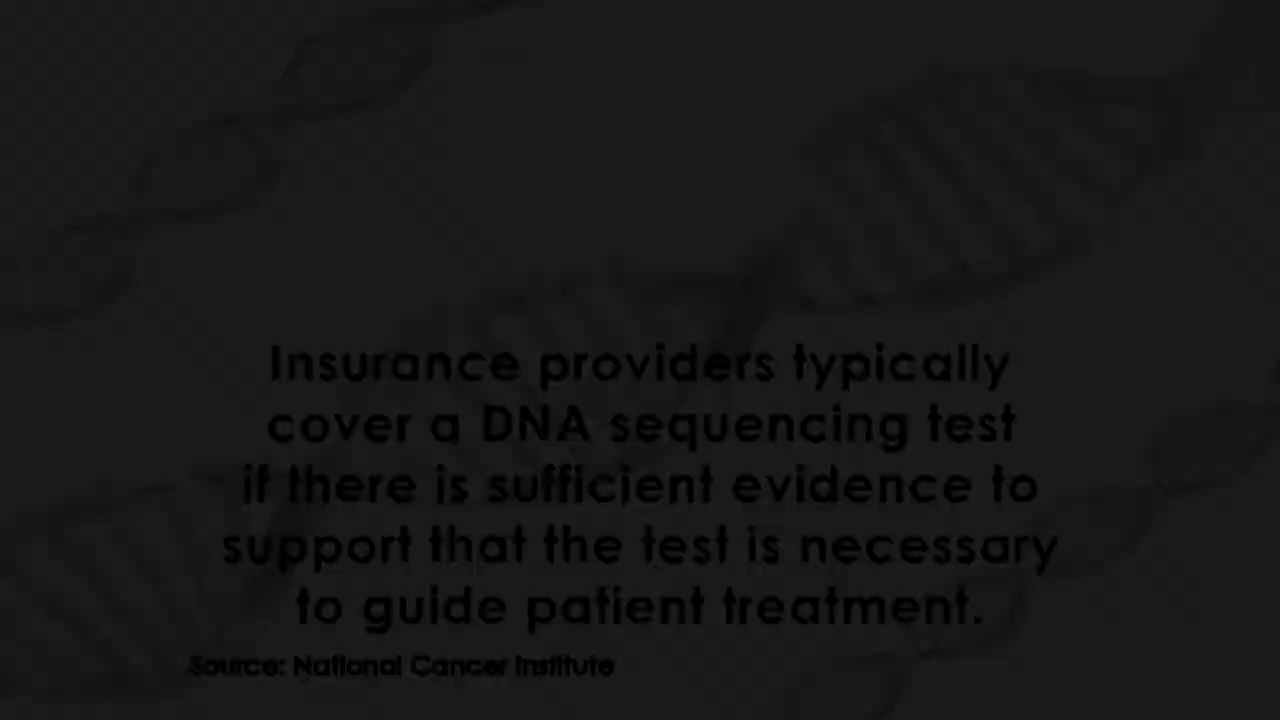 Insurance providers typically
cover a DNA sequencing test
if there is sufficient evidence to
support that the test is necessary
to guide patient treatment.
Source: National Cancer Institute